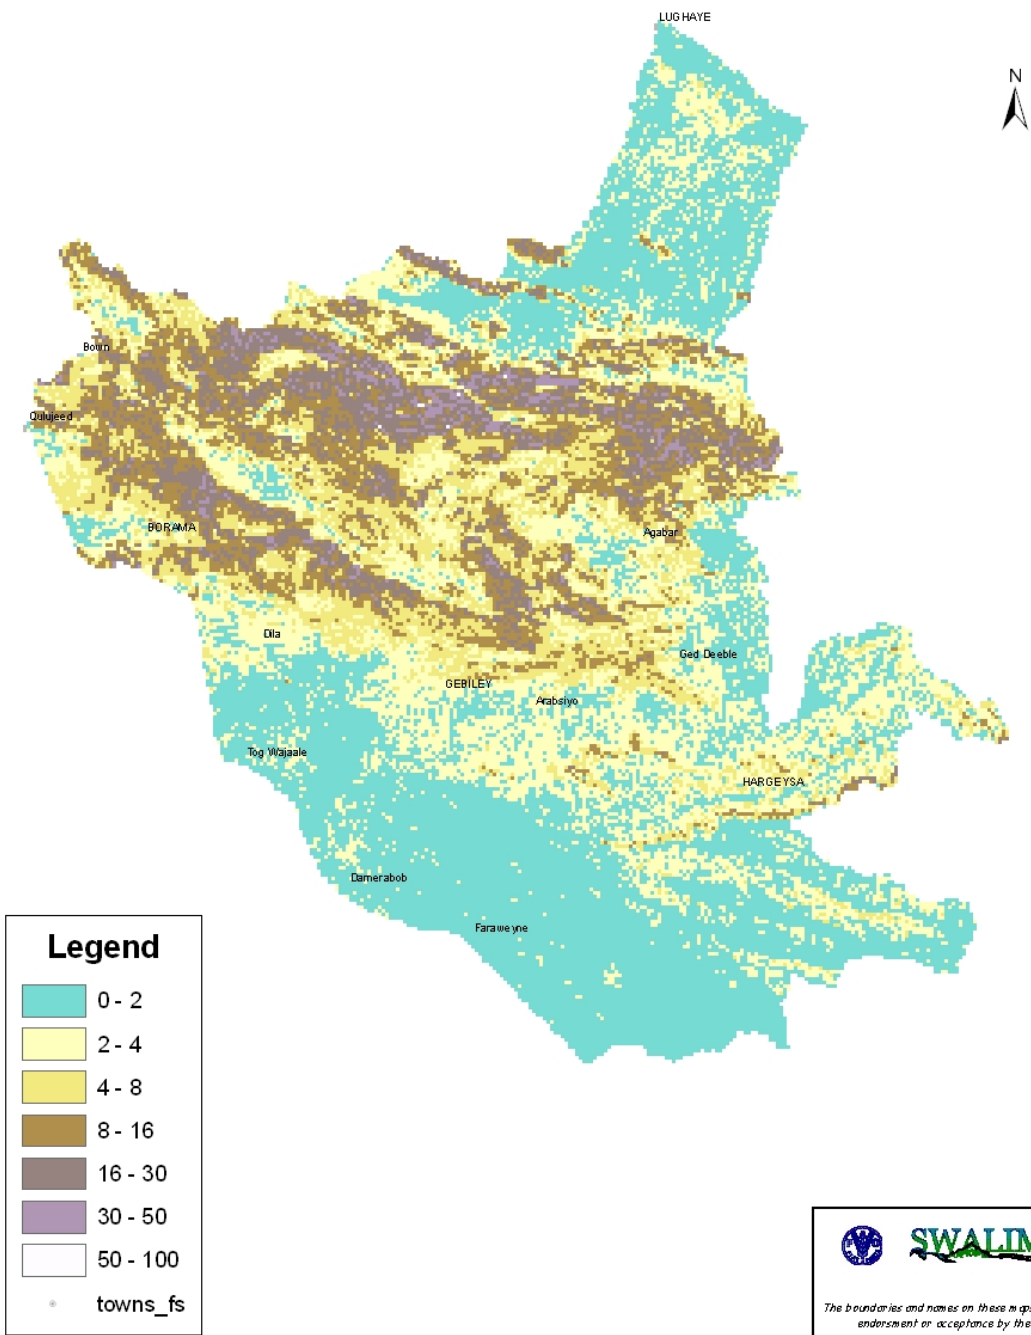 LUGHAYE
N
Bown
Qulujeed
BORAMA
Agabar
Dila
Ged Deeble
GEBILEY
Arabsiyo
Tog Wajaale
HARGEYSA
Damerabob
Faraweyne
Legend
0 - 2
2 - 4
4 - 8
8 - 16
16 - 30
30 - 50
50 - 100
towns_fs
SWALIM
The boundaries and names on these maps
endorsment or acceptance by the